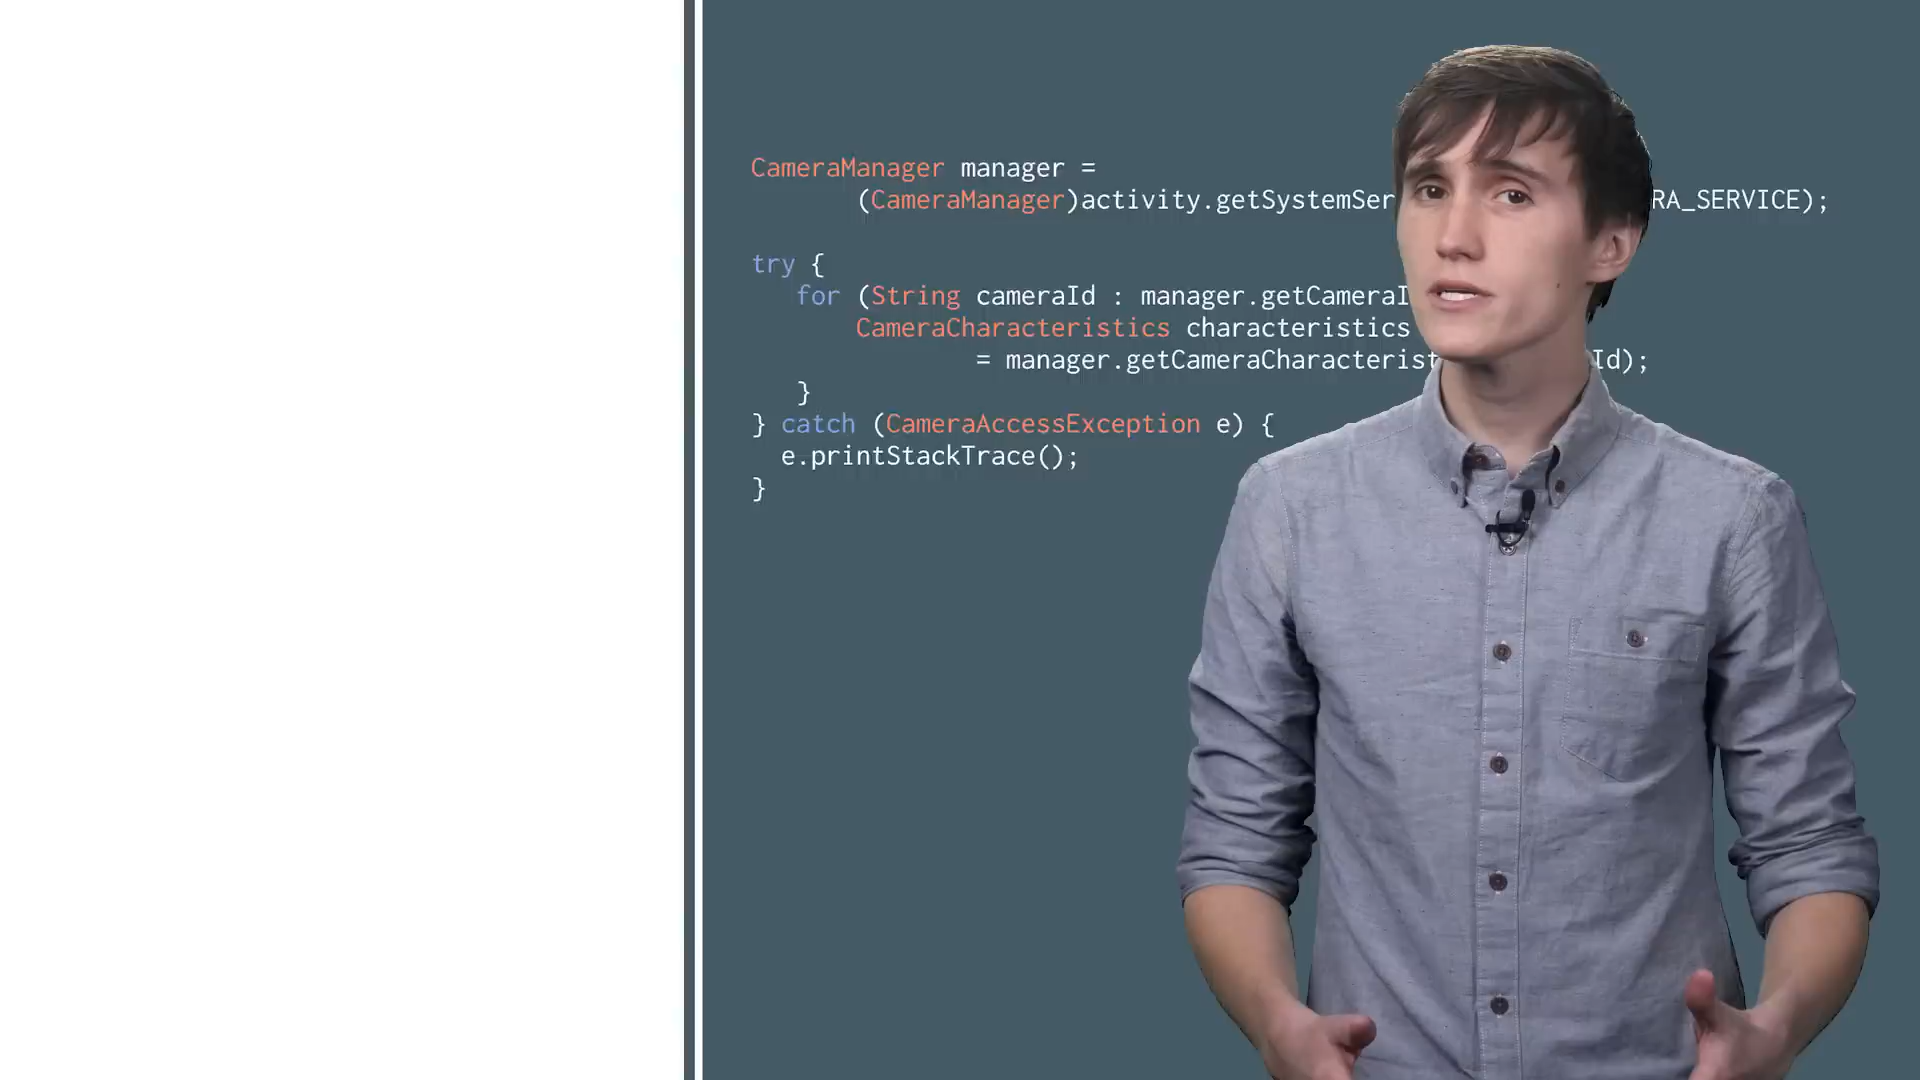 CameraManager manager =
(CameraManager)activity.getSystemSer RA_SERVICE);
try {
for (String cameraId : manager.getCameraI
CameraCharacteristics characteristics
= manager.getCameraCharacterist Id);
}
} catch (CameraAccessException e) {
e.printStackTrace();
}